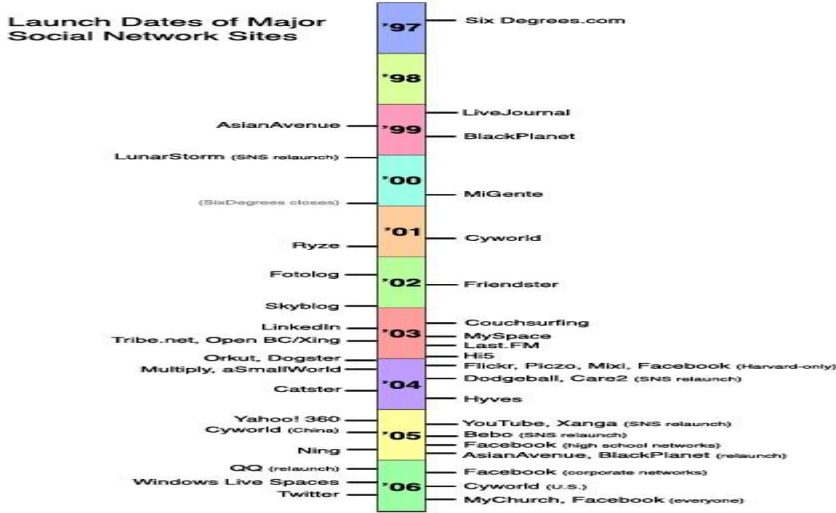 Launch Dates of Major
Social Network Sites
'97
Six Degrees.com
'98
LiveJournal
AsianAvenue
'99
BlackPlanet
LunarStorm (SNS relaunch)
'00
MiGente
(SixDegrees closes)
'01
Cyworld
Ryze
Fotolog
'02
Friendster
Skyblog
Couchsurfing
LinkedIn
'03
MySpace
Tribe.net, Open BC/Xing
Last.FM
Hi5
Orkut, Dogster
Flickr, Piczo, Mixi, Facebook (Harvard-only)
Multiply, aSmallWorld
Dodgeball, Care2 (SNS relaunch)
'04
Catster
Hyves
Yahoo! 360
YouTube, Xanga (SNS relaunch)
Cyworld (China)
'05
Bebo (SNS relaunch)
Facebook (high school networks)
Ning
AsianAvenue, BlackPlanet (relaunch)
QQ (relaunch)
Facebook (corporate networks)
Windows Live Spaces
'06
Cyworld (U.S.)
Twitter
MyChurch, Facebook (everyone)